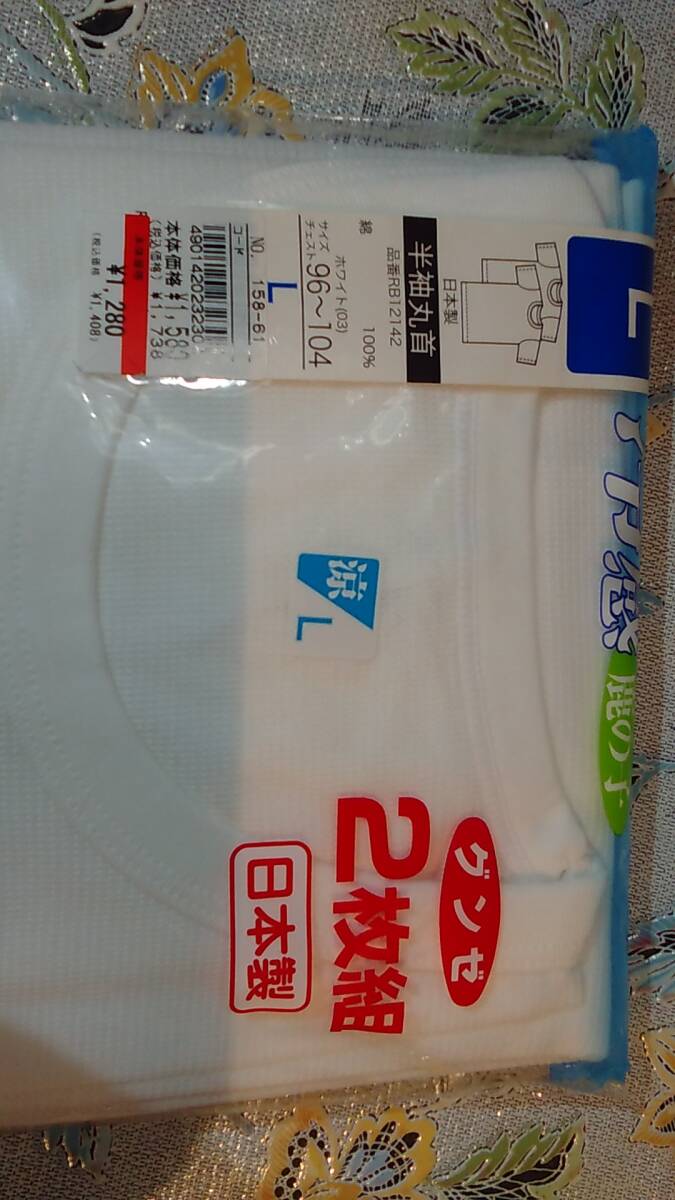 L
鹿の子
日本製
半袖丸首
品番RB12142
綿 100%
ホワイト(03)
サイズ
チェスト 96～104
L
NO. 158-61
コード
本体価格
(税込価格) ¥1,738
¥1,280
(税込価格 ¥1,408)
涼
L
グンゼ
2枚組
日本製